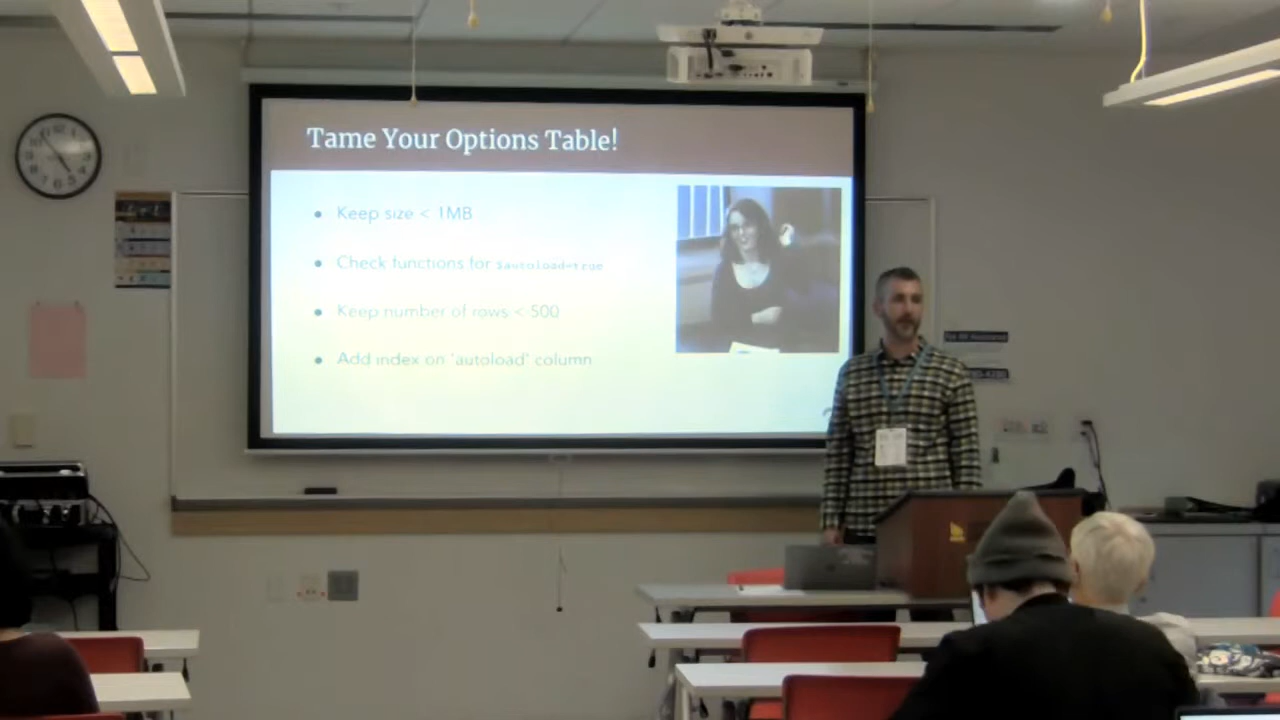 Tame Your Options Table!
Keep size < 1MB
Check functions for $autoload=true
Keep number of rows < 500
Add index on 'autoload' column